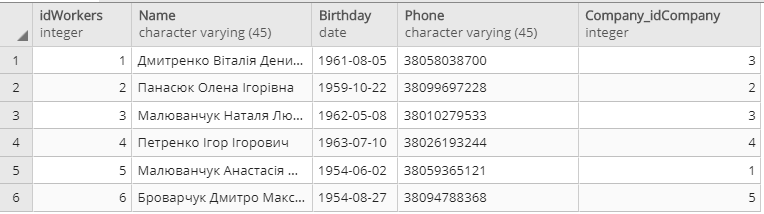 idWorkers Name Birthday Phone Company_idCompany
integer character varying (45) date character varying (45) integer
1 1 Дмитренко Віталія Дени... 1961-08-05 38058038700 3
2 2 Панасюк Олена Ігорівна 1959-10-22 38099697228 2
3 3 Малюванчук Наталя Лю... 1962-05-08 38010279533 3
4 4 Петренко Ігор Ігорович 1963-07-10 38026193244 4
5 5 Малюванчук Анастасія ... 1954-06-02 38059365121 1
6 6 Броварчук Дмитро Макс... 1954-08-27 38094788368 5